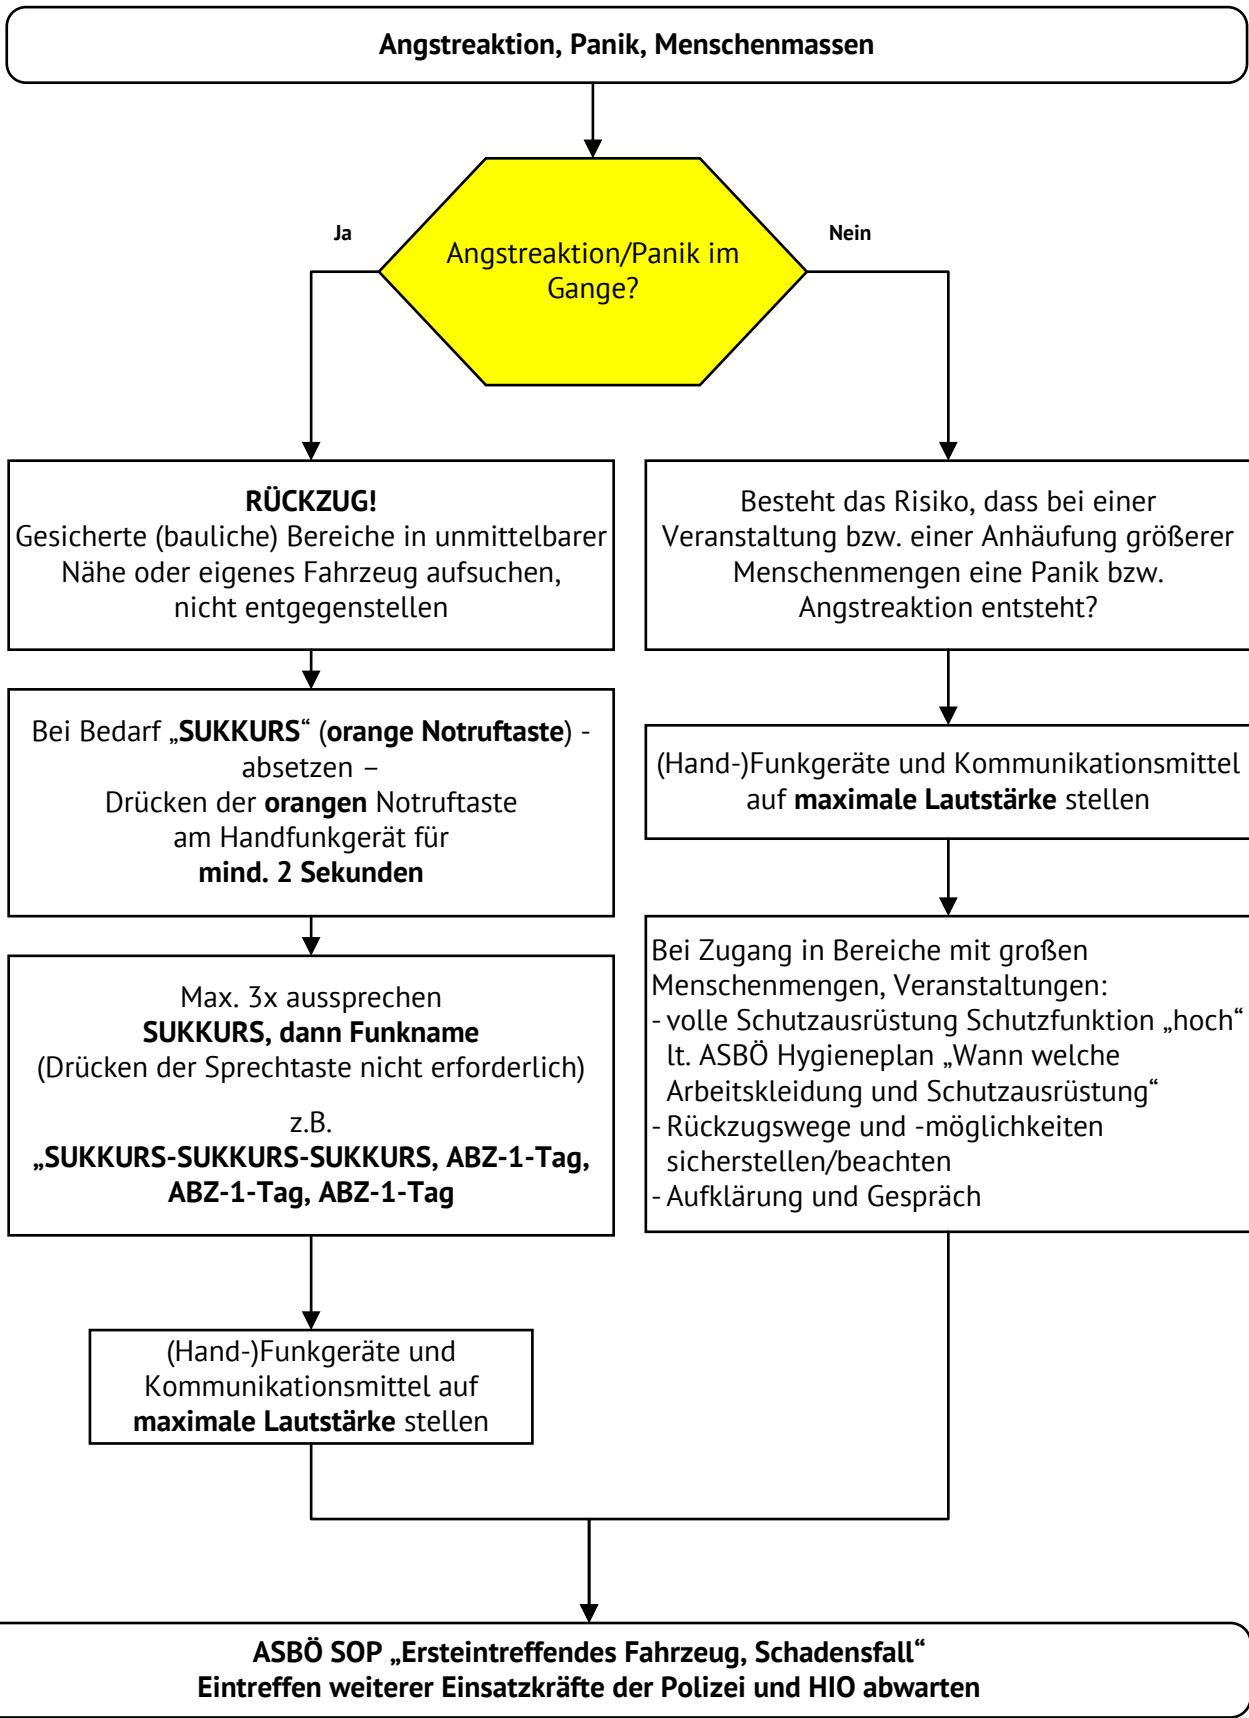 Angstreaktion, Panik, Menschenmassen
Ja
Angstreaktion/Panik im
Gange?
Nein
RÜCKZUG!
Gesicherte (bauliche) Bereiche in unmittelbarer
Nähe oder eigenes Fahrzeug aufsuchen,
nicht entgegenstellen
Bei Bedarf „SUKKURS“ (orange Notruftaste) -
absetzen –
Drücken der orangen Notruftaste
am Handfunkgerät für
mind. 2 Sekunden
Max. 3x aussprechen
SUKKURS, dann Funkname
(Drücken der Sprechtaste nicht erforderlich)
z.B.
„SUKKURS-SUKKURS-SUKKURS, ABZ-1-Tag,
ABZ-1-Tag, ABZ-1-Tag
(Hand-)Funkgeräte und
Kommunikationsmittel auf
maximale Lautstärke stellen
Besteht das Risiko, dass bei einer
Veranstaltung bzw. einer Anhäufung größerer
Menschenmengen eine Panik bzw.
Angstreaktion entsteht?
(Hand-)Funkgeräte und Kommunikationsmittel
auf maximale Lautstärke stellen
Bei Zugang in Bereiche mit großen
Menschenmengen, Veranstaltungen:
- volle Schutzausrüstung Schutzfunktion „hoch“
lt. ASBÖ Hygieneplan „Wann welche
Arbeitskleidung und Schutzausrüstung“
- Rückzugswege und -möglichkeiten
sicherstellen/beachten
- Aufklärung und Gespräch
ASBÖ SOP „Ersteintreffendes Fahrzeug, Schadensfall“
Eintreffen weiterer Einsatzkräfte der Polizei und HIO abwarten